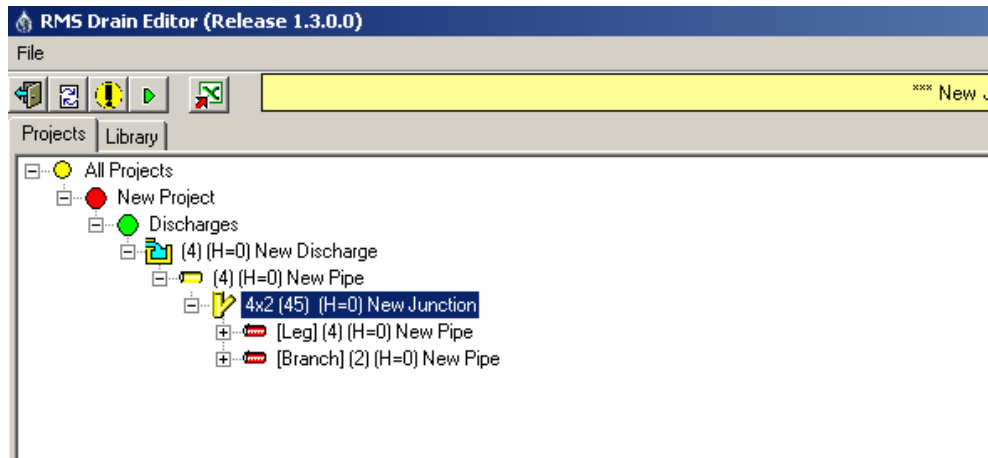 RMS Drain Editor (Release 1.3.0.0)
File
*** New
Projects Library
All Projects
New Project
Discharges
(4) (H=0) New Discharge
(4) (H=0) New Pipe
4x2 (45) (H=0) New Junction
[Leg] (4) (H=0) New Pipe
[Branch] (2) (H=0) New Pipe